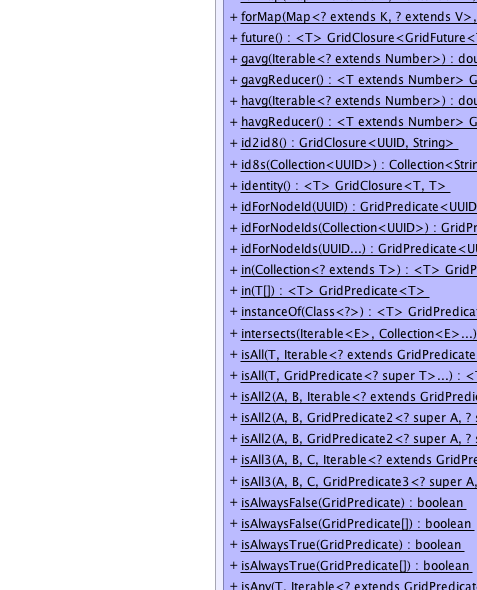 + forMap(Map<? extends K, ? extends V>,
+ future() : <T> GridClosure<GridFuture<
+ gavg(Iterable<? extends Number>) : dou
+ gavgReducer() : <T extends Number> G
+ havg(Iterable<? extends Number>) : dou
+ havgReducer() : <T extends Number> G
+ id2id8() : GridClosure<UUID, String>
+ id8s(Collection<UUID>) : Collection<Strin
+ identity() : <T> GridClosure<T, T>
+ idForNodeId(UUID) : GridPredicate<UUID
+ idForNodeIds(Collection<UUID>) : GridPr
+ idForNodeIds(UUID...) : GridPredicate<UU
+ in(Collection<? extends T>) : <T> GridP
+ in(T[]) : <T> GridPredicate<T>
+ instanceOf(Class<?>) : <T> GridPredica
+ intersects(Iterable<E>, Collection<E>...)
+ isAll(T, Iterable<? extends GridPredicate
+ isAll(T, GridPredicate<? super T>...) : <T
+ isAll2(A, B, Iterable<? extends GridPredi
+ isAll2(A, B, GridPredicate2<? super A, ? s
+ isAll2(A, B, GridPredicate2<? super A, ? s
+ isAll3(A, B, C, Iterable<? extends GridPre
+ isAll3(A, B, C, GridPredicate3<? super A,
+ isAlwaysFalse(GridPredicate) : boolean
+ isAlwaysFalse(GridPredicate[]) : boolean
+ isAlwaysTrue(GridPredicate) : boolean
+ isAlwaysTrue(GridPredicate[]) : boolean
+ isAny(T, Iterable<? extends GridPredicat